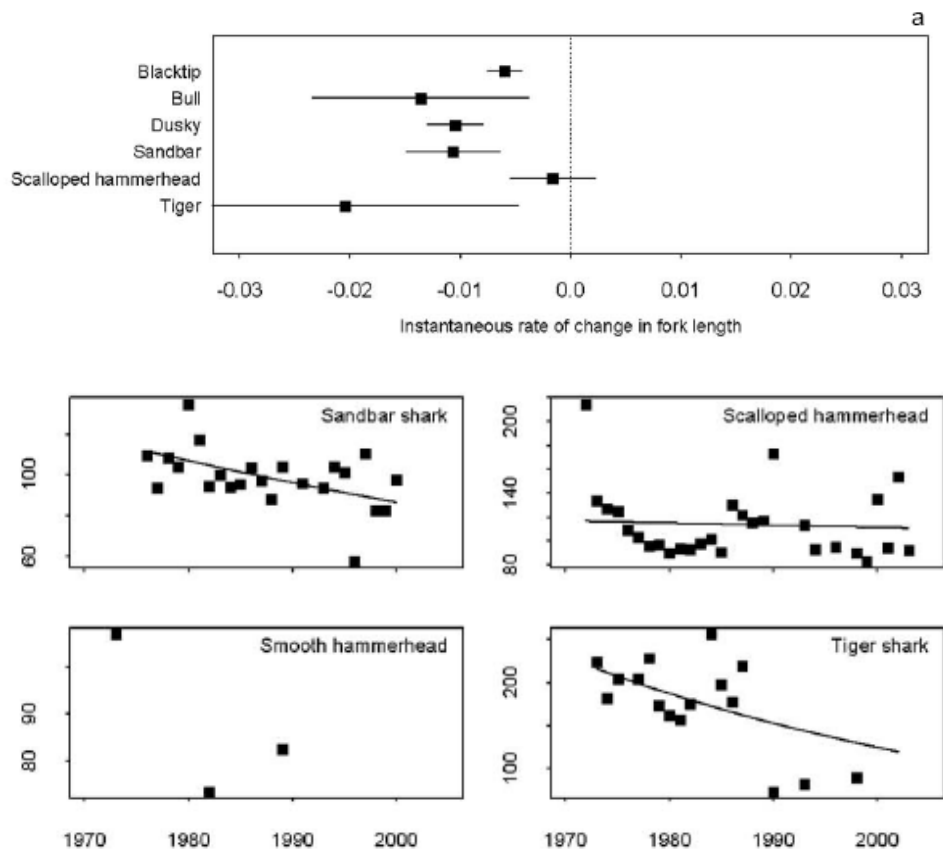 a
Blacktip
Bull
Dusky
Sandbar
Scalloped hammerhead
Tiger
-0.03 -0.02 -0.01 0.0 0.01 0.02 0.03
Instantaneous rate of change in fork length
Sandbar shark
60 100
Scalloped hammerhead
80 140 200
Smooth hammerhead
80 90
1970 1980 1990 2000
Tiger shark
100 200
1970 1980 1990 2000